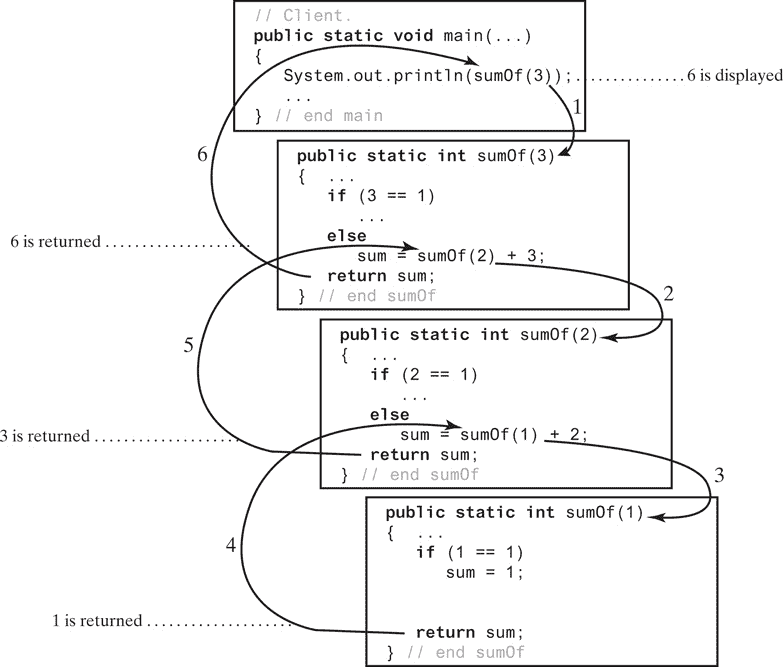 // Client.
public static void main(...)
{
System.out.println(sumOf(3)); 6 is displayed
...
} // end main
1
6
public static int sumOf(3)
{ ...
if (3 == 1)
...
else
6 is returned
sum = sumOf(2) + 3;
return sum;
} // end sumOf
2
5
public static int sumOf(2)
{ ...
if (2 == 1)
...
else
3 is returned
sum = sumOf(1) + 2;
return sum;
} // end sumOf
3
4
public static int sumOf(1)
{ ...
if (1 == 1)
sum = 1;
1 is returned
return sum;
} // end sumOf